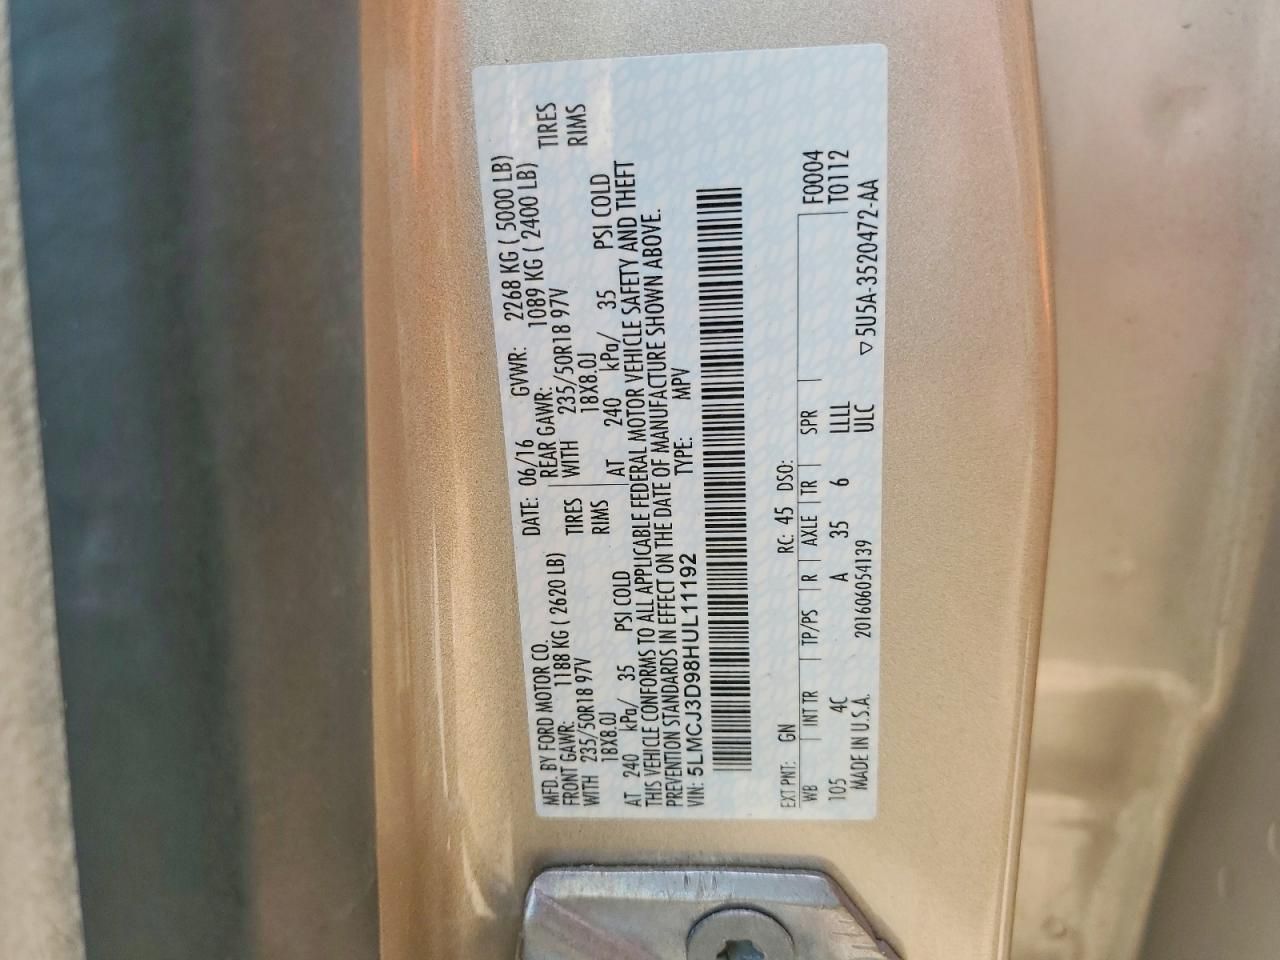 MFD. BY FORD MOTOR CO. DATE: 06/16 GVWR: 2268 KG ( 5000 LB)
FRONT GAWR: 1188 KG ( 2620 LB) REAR GAWR: 1089 KG ( 2400 LB)
WITH 235/50R18 97V TIRES WITH 235/50R18 97V TIRES
18X8.0J RIMS 18X8.0J RIMS
AT 240 kPa/ 35 PSI COLD AT 240 kPa/ 35 PSI COLD
THIS VEHICLE CONFORMS TO ALL APPLICABLE FEDERAL MOTOR VEHICLE SAFETY AND THEFT
PREVENTION STANDARDS IN EFFECT ON THE DATE OF MANUFACTURE SHOWN ABOVE.
VIN: 5LMCJ3D98HUL11192 TYPE: MPV
EXT PNT: GN RC: 45 DSO:
WB INT TR TP/PS R AXLE TR SPR F0004
105 4C A 35 6 LLLL T0112
MADE IN U.S.A. 201606054139 ULC ▽5U5A-3520472-AA